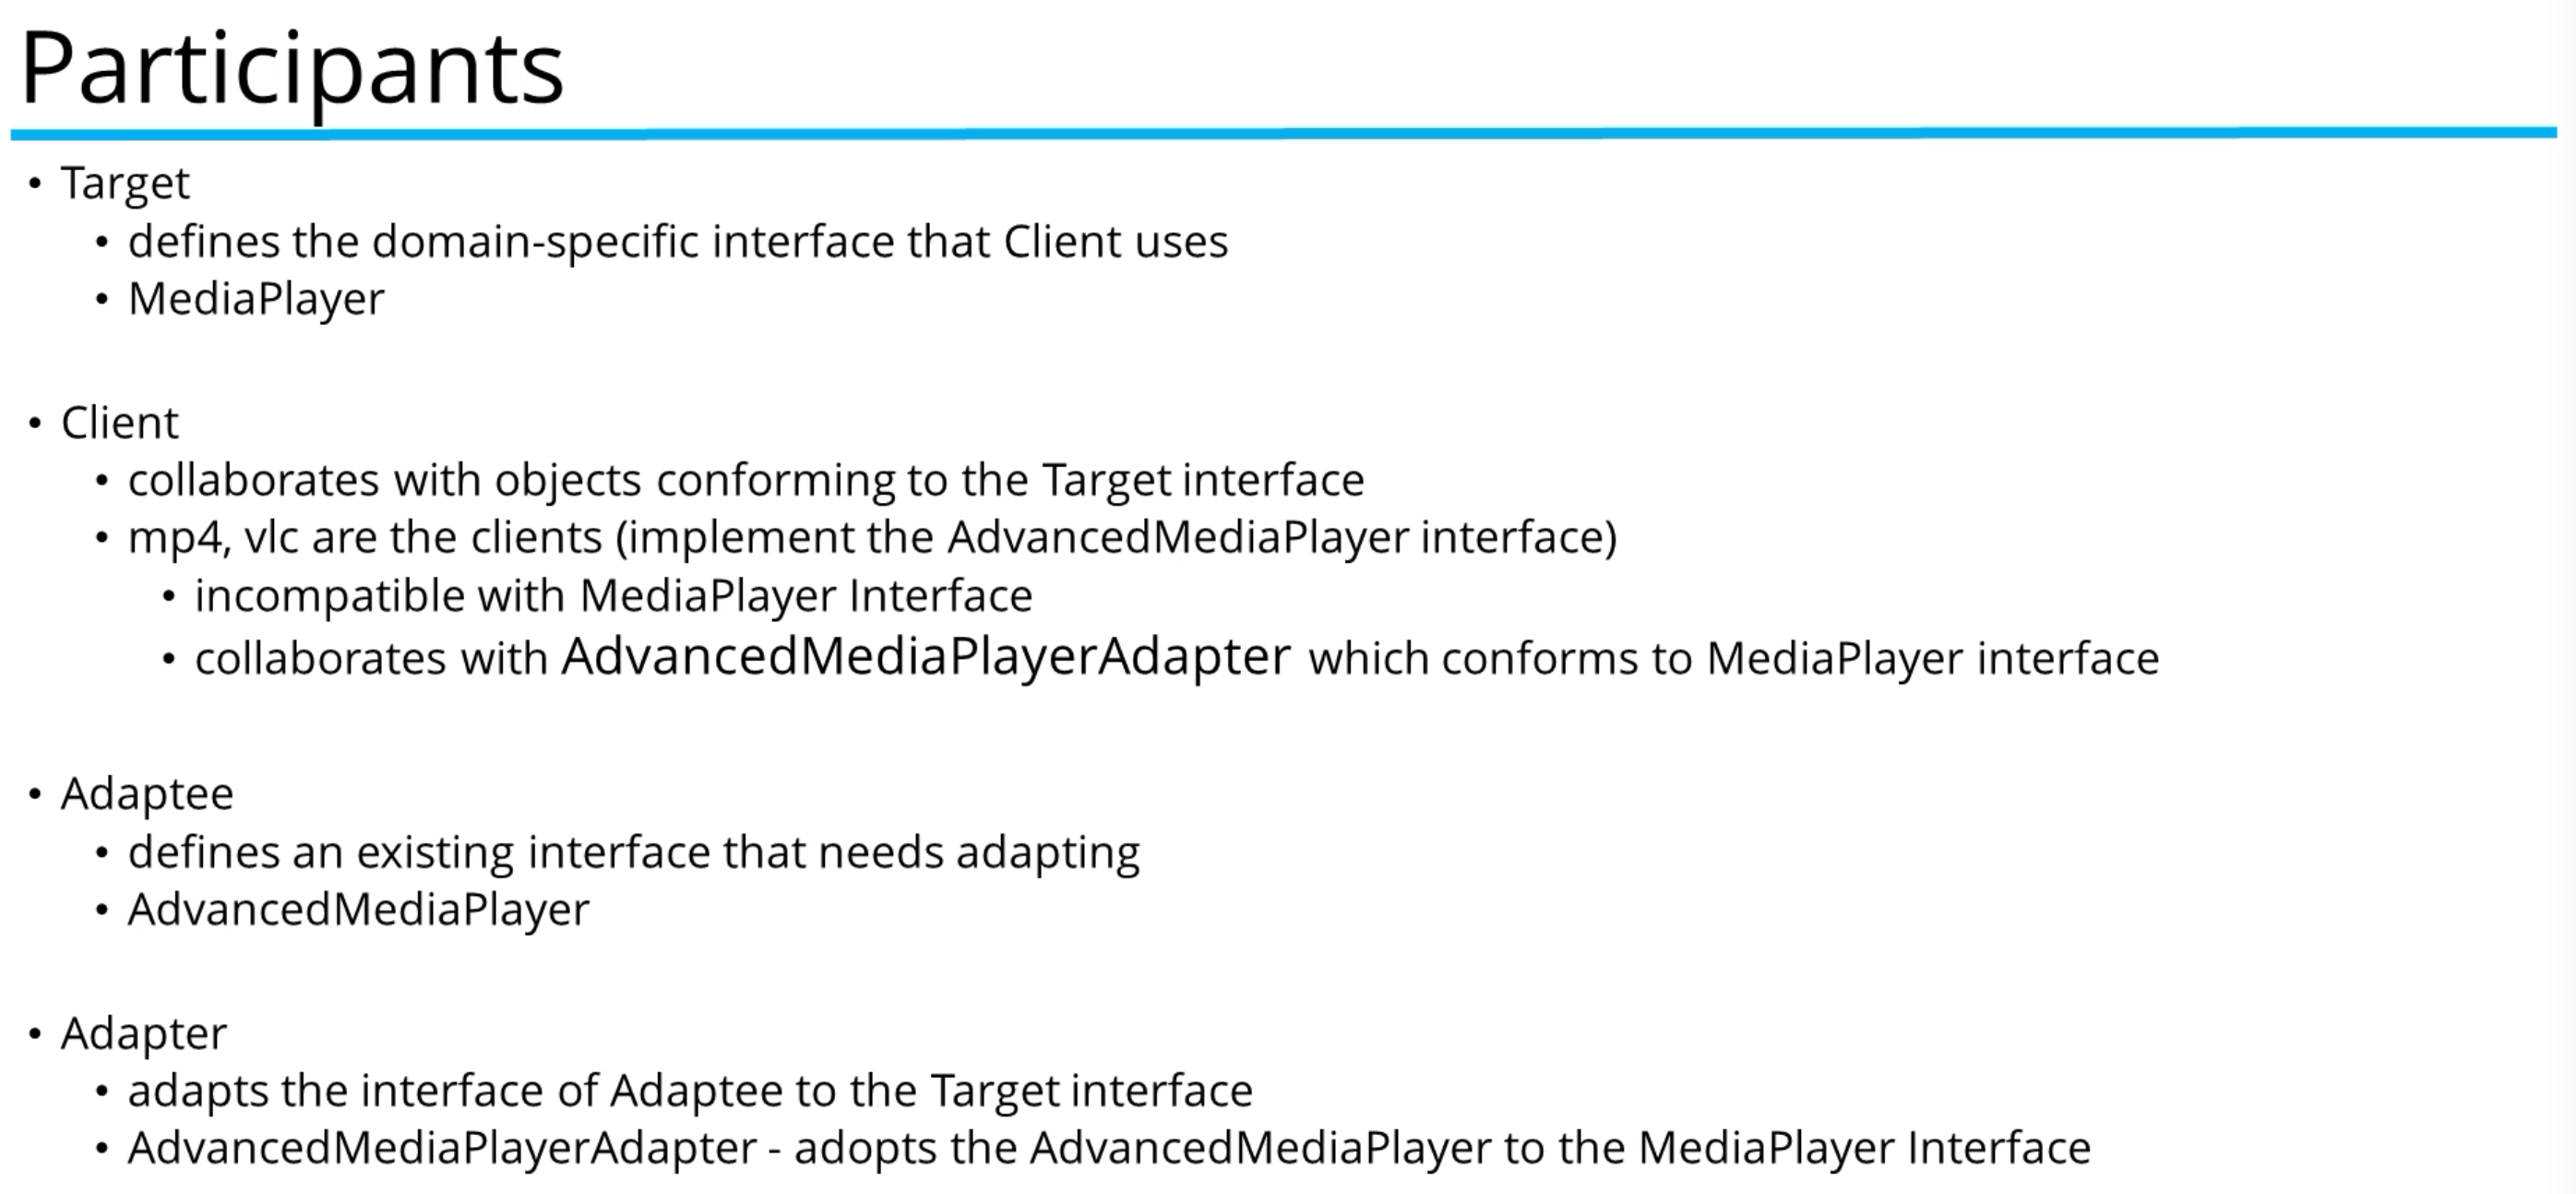 Participants
• Target
• defines the domain-specific interface that Client uses
• MediaPlayer
• Client
• collaborates with objects conforming to the Target interface
• mp4, vlc are the clients (implement the AdvancedMediaPlayer interface)
• incompatible with MediaPlayer Interface
• collaborates with AdvancedMediaPlayerAdapter which conforms to MediaPlayer interface
• Adaptee
• defines an existing interface that needs adapting
• AdvancedMediaPlayer
• Adapter
• adapts the interface of Adaptee to the Target interface
• AdvancedMediaPlayerAdapter - adopts the AdvancedMediaPlayer to the MediaPlayer Interface